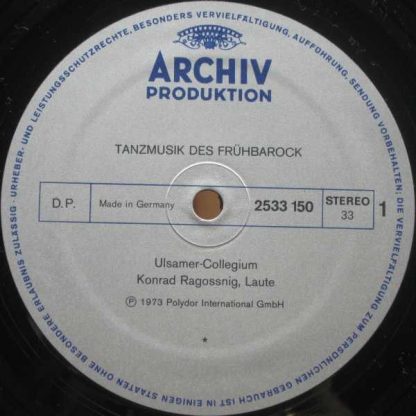 URHEBER- UND LEISTUNGSSCHUTZRECHTE, BESONDERS VERVIELFÄLTIGUNG, AUFFÜHRUNG, SENDUNG VORBEHALTEN: DIE VERVIELFÄLTIGUNG ZUM PERSÖNLICHEN GEBRAUCH IST IN EINIGEN STAATEN OHNE BESONDERE ERLAUBNIS ZULÄSSIG ·
ARCHIV
PRODUKTION
TANZMUSIK DES FRÜHBAROCK
D.P. Made in Germany 2533 150 STEREO 33 1
Ulsamer-Collegium
Konrad Ragossnig, Laute
Ⓟ 1973 Polydor International GmbH
*